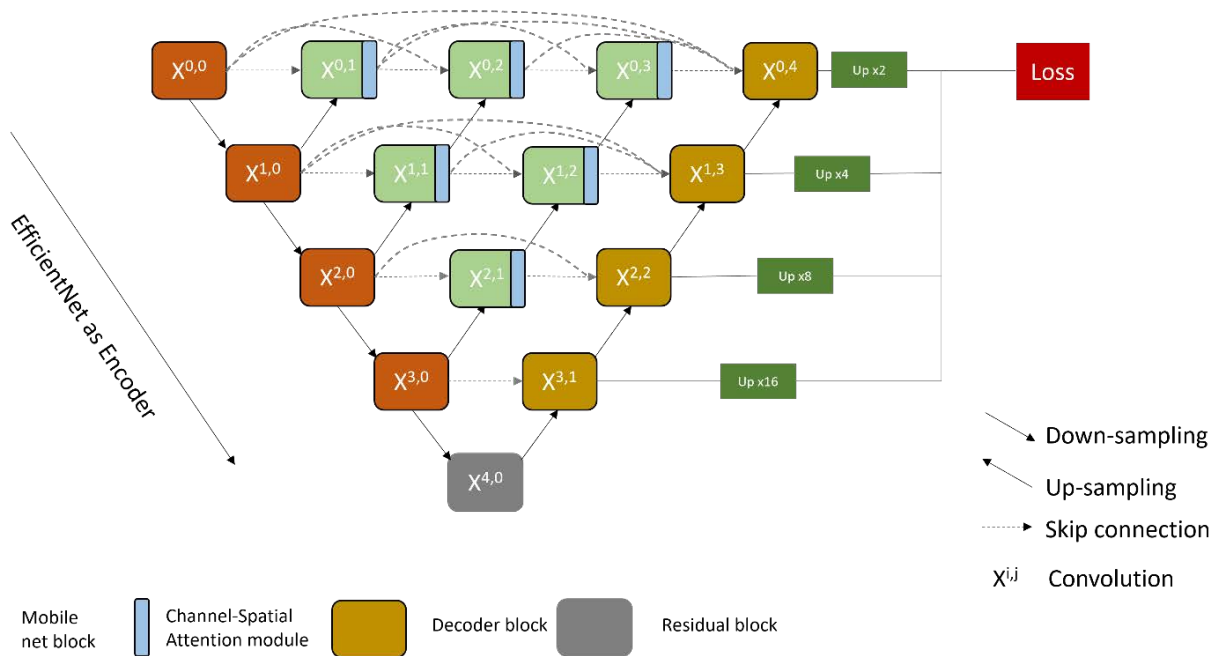 X0,0
X0,1
X0,2
X0,3
X0,4
Up x2
Loss
X1,0
X1,1
X1,2
X1,3
Up x4
EfficientNet as Encoder
X2,0
X2,1
X2,2
Up x8
X3,0
X3,1
Up x16
X4,0
Down-sampling
Up-sampling
Skip connection
Xi,j Convolution
Mobile
net block
Channel-Spatial
Attention module
Decoder block
Residual block